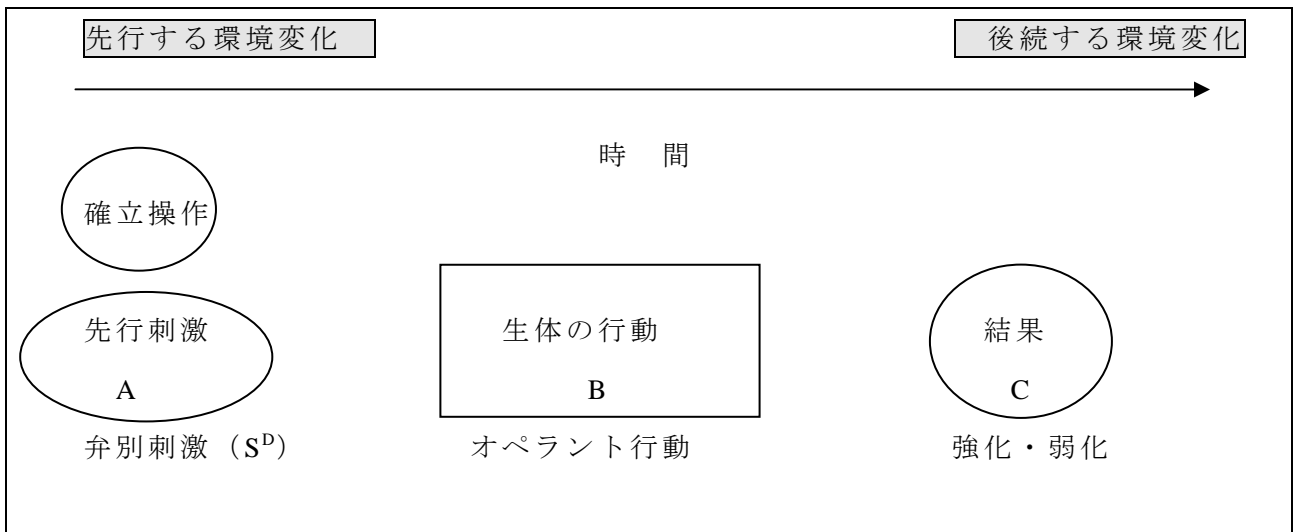 先行する環境変化 後続する環境変化
時 間
確立操作
先行刺激 生体の行動 結果
A B C
弁別刺激（S^D） オペラント行動 強化・弱化